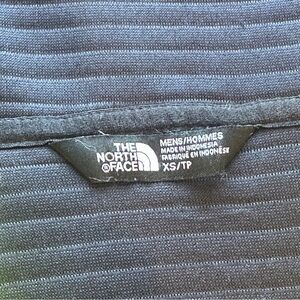 THE
NORTH
FACE
MENS/HOMMES
MADE IN INDONESIA
FABRIQUÉ EN INDONÉSIE
XS/TP